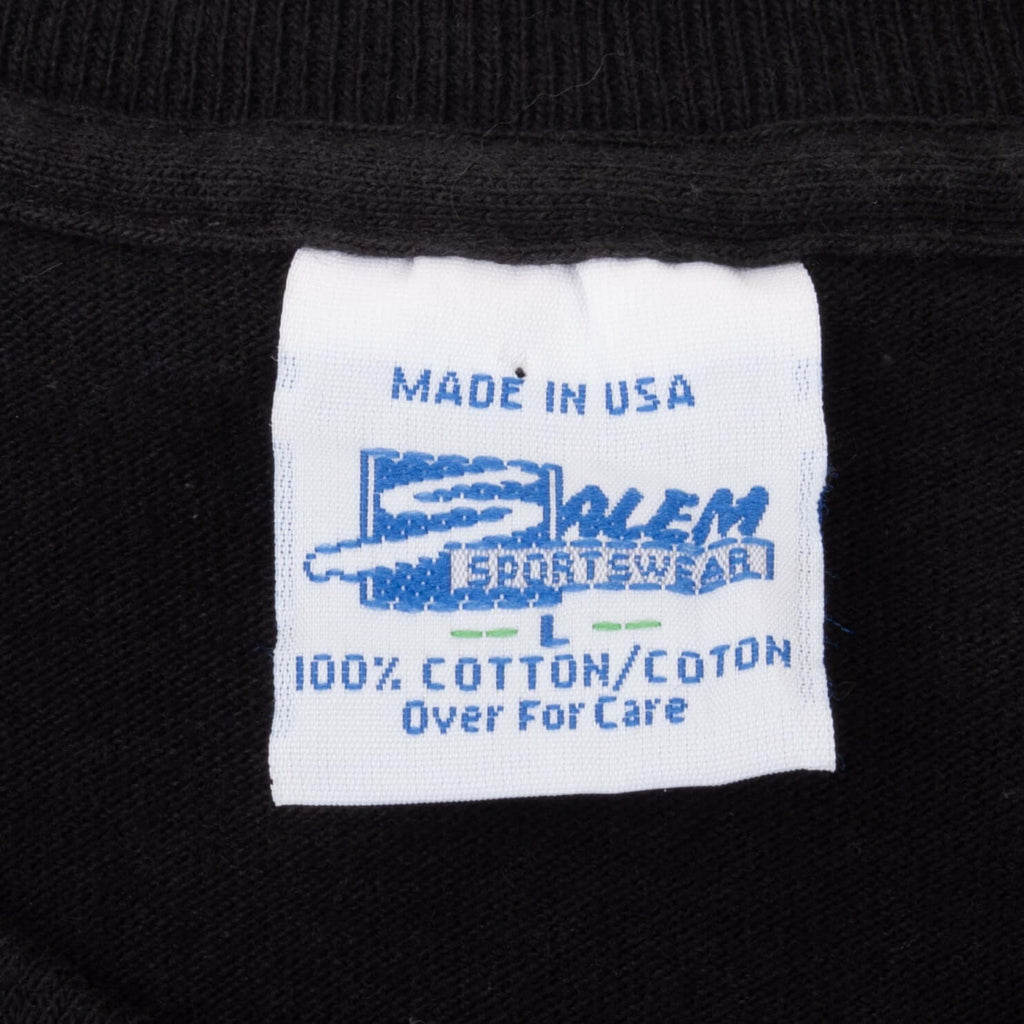 MADE IN USA
SALEM
SPORTSWEAR
-- L --
100% COTTON/COTON
Over For Care